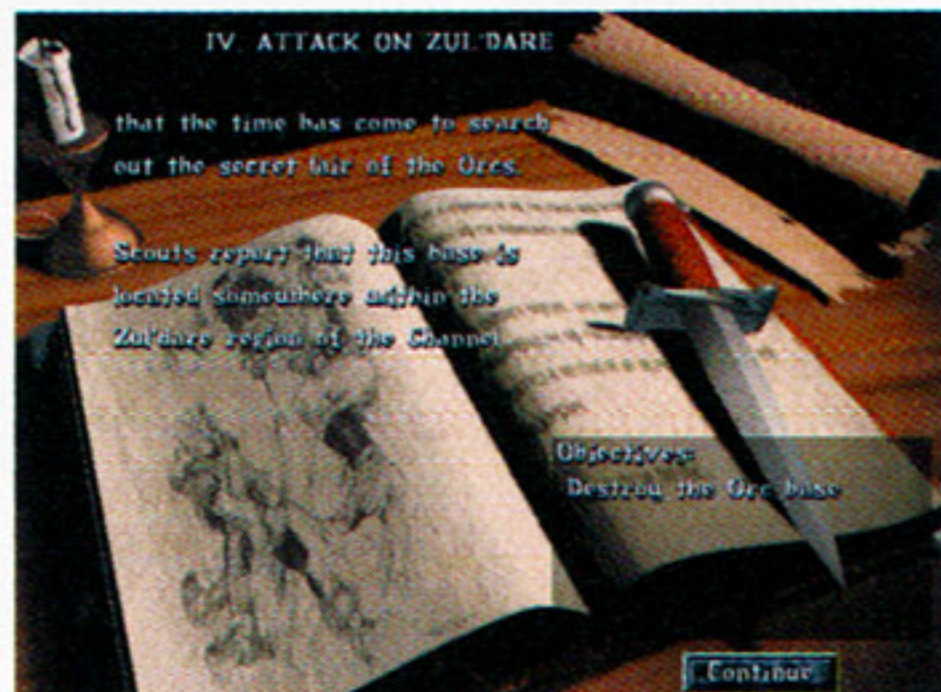 IV. ATTACK ON ZUL'DARE
that the time has come to search
out the secret lair of the Orcs.
Scouts report that this base is
located somewhere within the
Zul'dare region of the Channel.
Objectives:
Destroy the Orc base
Continue